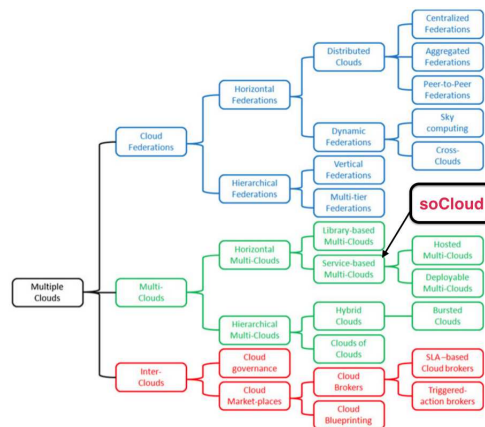 Centralized
Federations
Distributed
Clouds
Aggregated
Federations
Horizontal
Federations
Peer-to-Peer
Federations
Cloud
Federations
Dynamic
Federations
Sky
computing
Cross-
Clouds
Hierarchical
Federations
Vertical
Federations
Multi-tier
Federations
soCloud
Multiple
Clouds
Multi-
Clouds
Horizontal
Multi-Clouds
Library-based
Multi-Clouds
Service-based
Multi-Clouds
Hosted
Multi-Clouds
Deployable
Multi-Clouds
Hierarchical
Multi-Clouds
Hybrid
Clouds
Bursted
Clouds
Clouds of
Clouds
Inter-
Clouds
Cloud
governance
Cloud
Market-places
Cloud
Brokers
SLA–based
Cloud brokers
Triggered-
action brokers
Cloud
Blueprinting